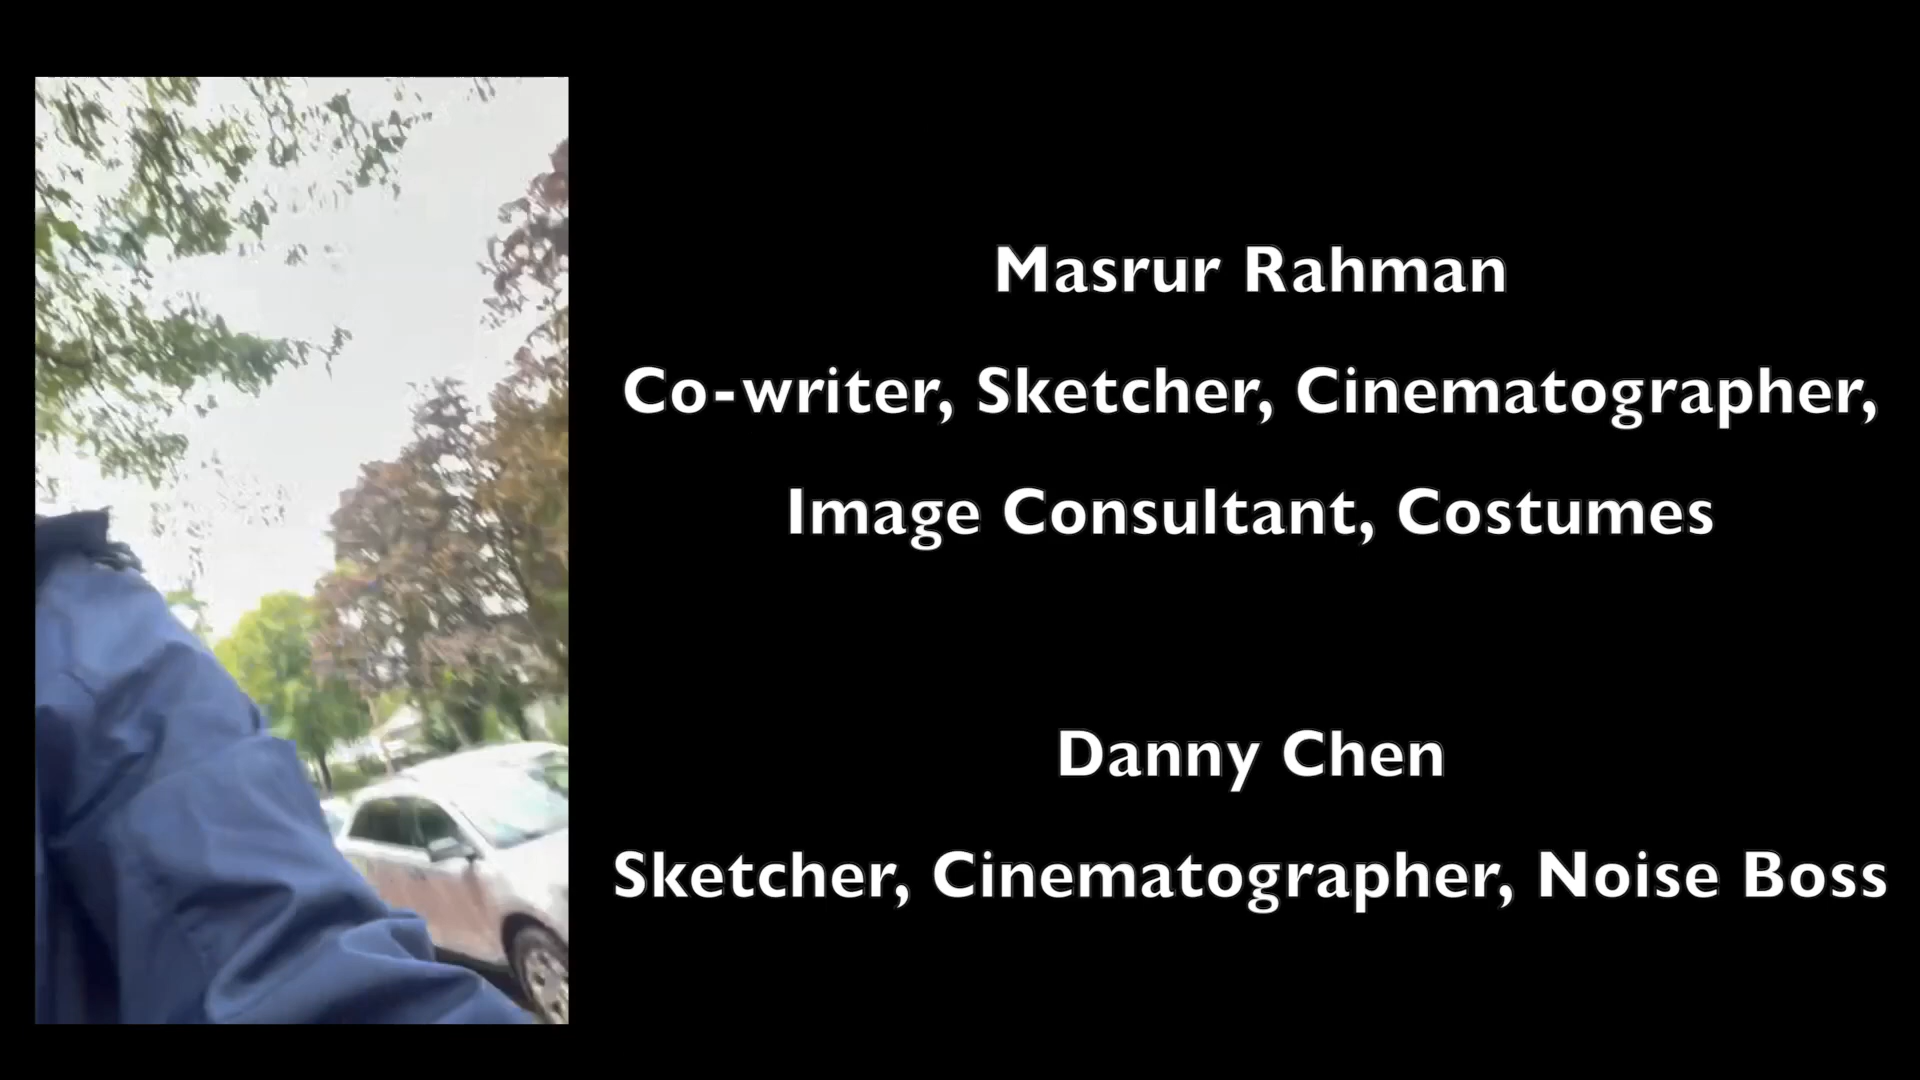 Masrur Rahman
Co-writer, Sketcher, Cinematographer,
Image Consultant, Costumes
Danny Chen
Sketcher, Cinematographer, Noise Boss